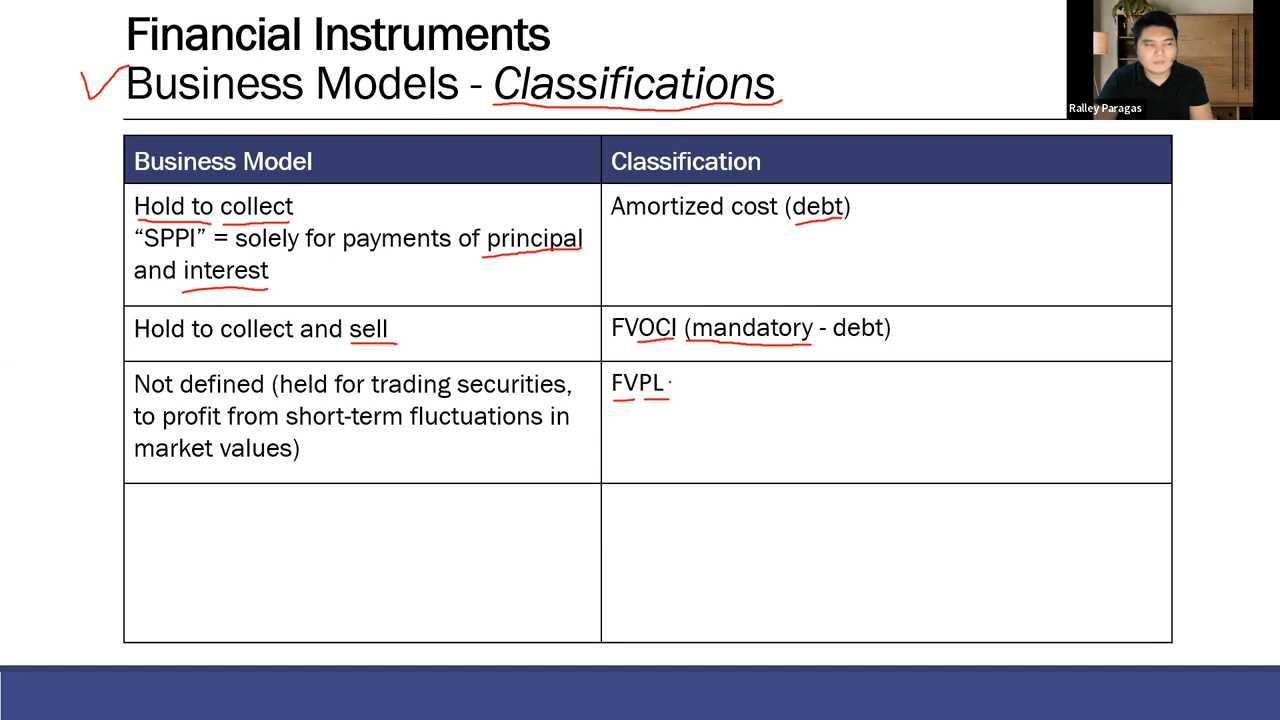 Financial Instruments
Business Models - Classifications
Ralley Paragas
Business Model
Classification
Hold to collect
"SPPI" = solely for payments of principal
and interest
Amortized cost (debt)
Hold to collect and sell
FVOCI (mandatory - debt)
Not defined (held for trading securities,
to profit from short-term fluctuations in
market values)
FVPL